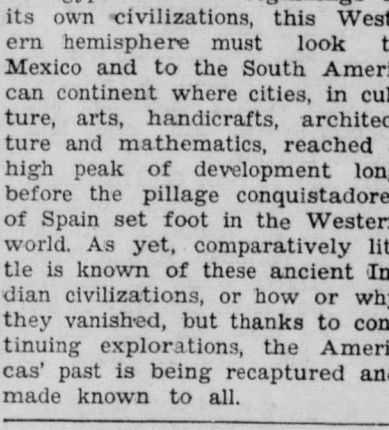 its own civilizations, this West
ern hemisphere must look t
Mexico and to the South Ameri
can continent where cities, in cul
ture, arts, handicrafts, architec
ture and mathematics, reached
high peak of development lon
before the pillage conquistadore
of Spain set foot in the Wester
world. As yet, comparatively lit
tle is known of these ancient In
dian civilizations, or how or why
they vanished, but thanks to con
tinuing explorations, the Ameri
cas' past is being recaptured an
made known to all.